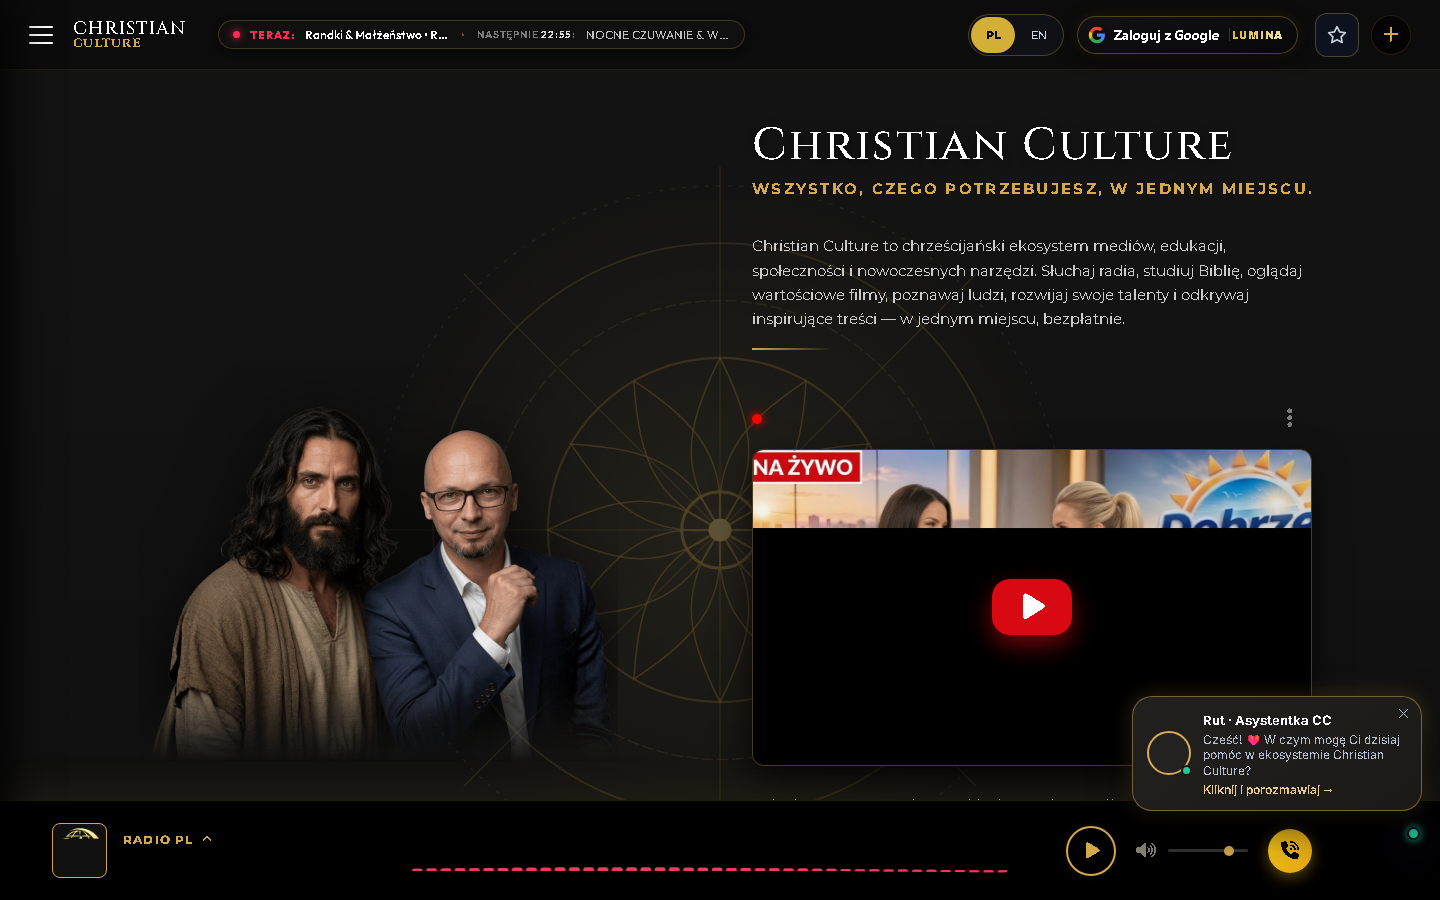 CHRISTIAN
CULTURE
TERAZ: Randki & Małżeństwo • R... • NASTĘPNIE 22:55: NOCNE CZUWANIE & W...
PL EN
Zaloguj z Google LUMINA
Christian Culture
WSZYSTKO, CZEGO POTRZEBUJESZ, W JEDNYM MIEJSCU.
Christian Culture to chrześcijański ekosystem mediów, edukacji,
społeczności i nowoczesnych narzędzi. Słuchaj radia, studiuj Biblię, oglądaj
wartościowe filmy, poznawaj ludzi, rozwijaj swoje talenty i odkrywaj
inspirujące treści — w jednym miejscu, bezpłatnie.
NA ŻYWO
Dobrze
Rut • Asystentka CC
Cześć! ❤️ W czym mogę Ci dzisiaj
pomóc w ekosystemie Christian
Culture?
Kliknij i porozmawiaj →
RADIO PL